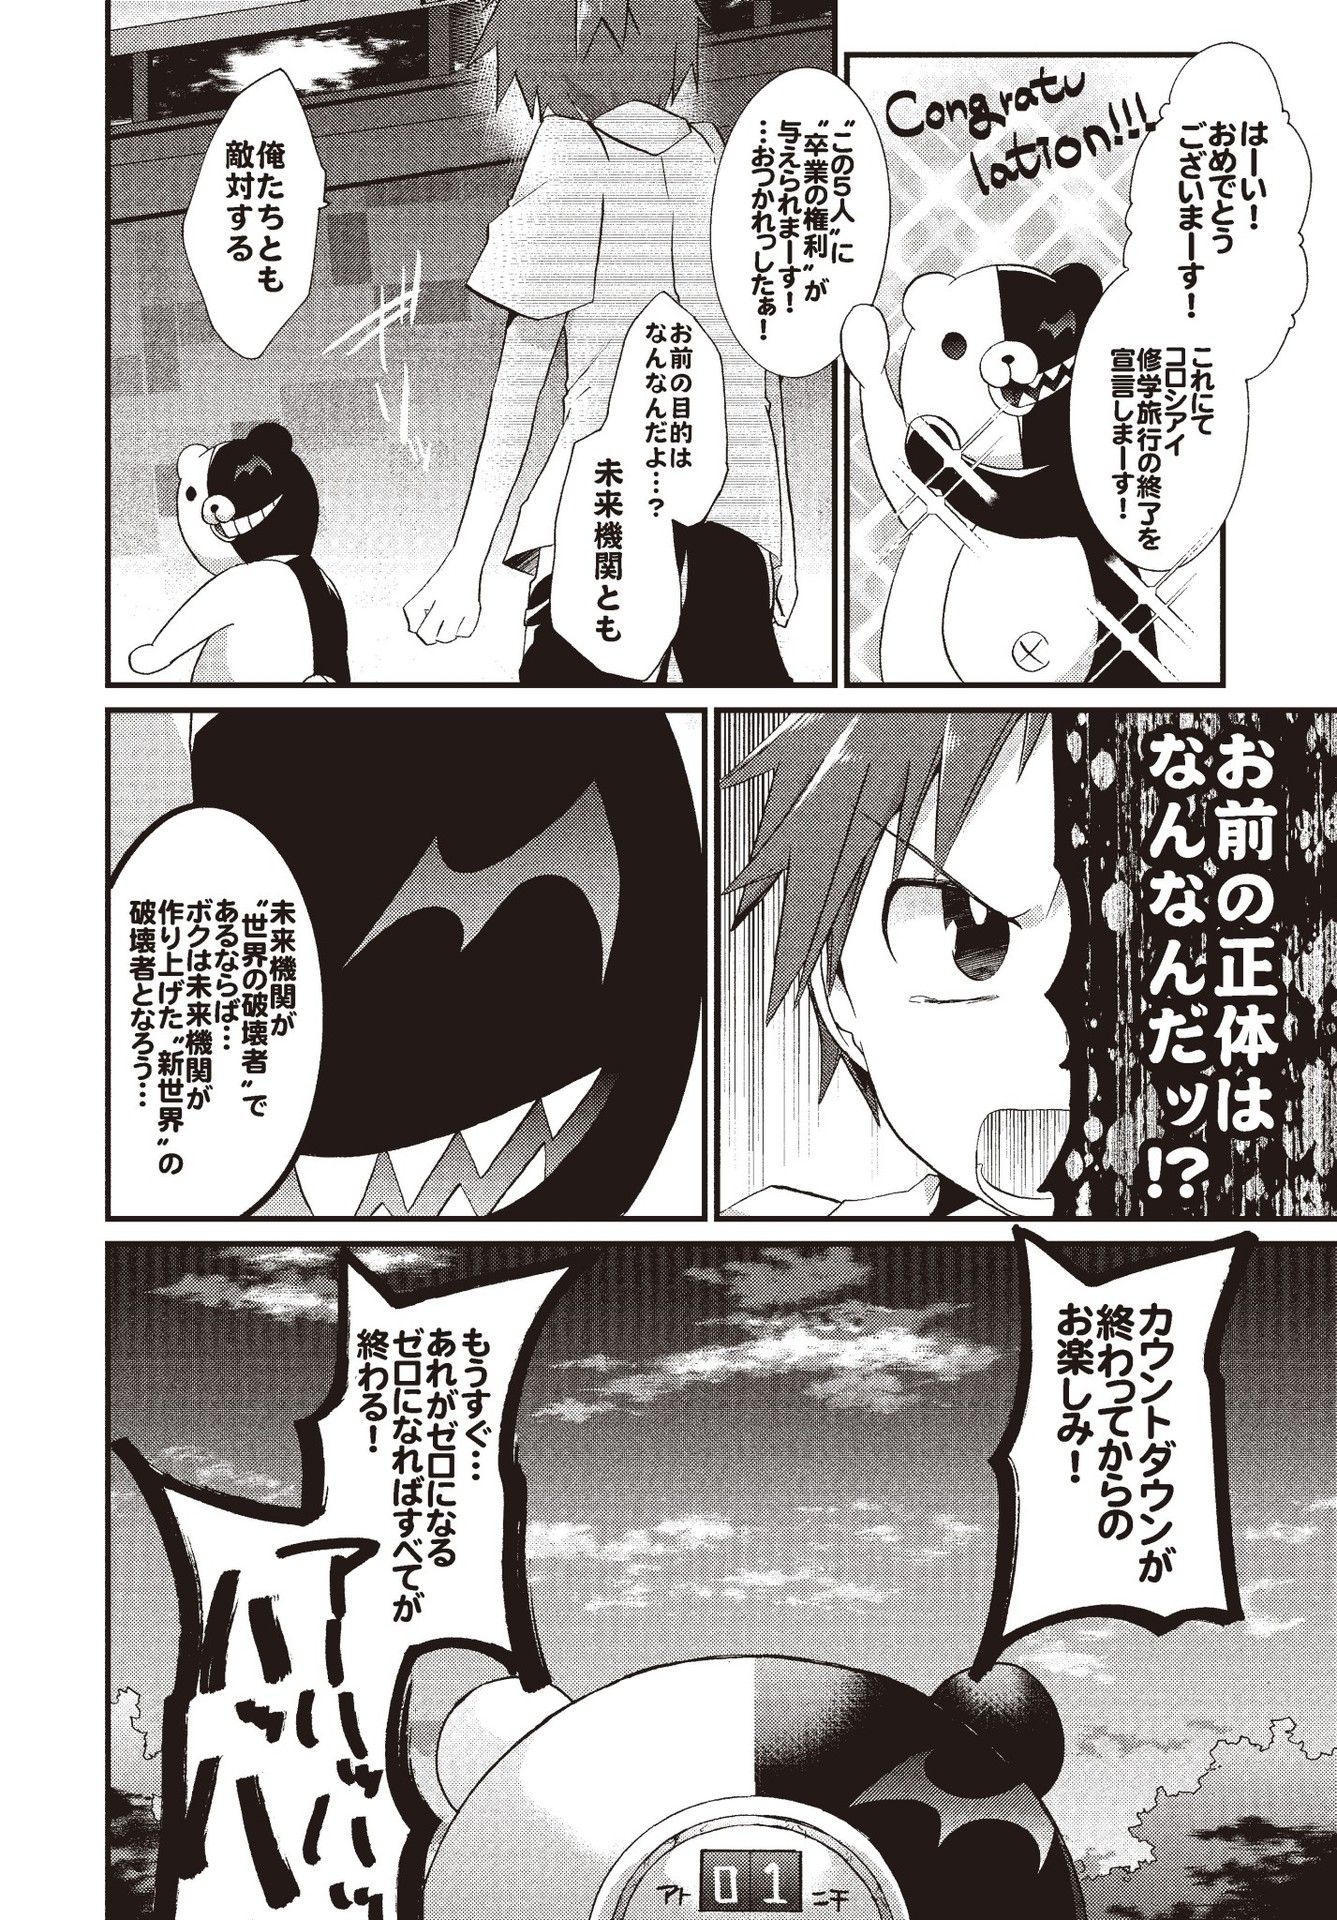 はーい！
おめでとう
ございまーす！
これにて
コロシアイ
修学旅行の終了を
宣言しまーす！
Congratu
lation!!!
“この5人”に
“卒業の権利”が
与えられまーす！
…おつかれっしたぁ！
お前の目的は
なんなんだよ…？
未来機関とも
俺たちとも
敵対する
お前の正体は
なんなんだッ!?
未来機関が
“世界の破壊者”で
あるならば…
ボクは未来機関が
作り上げた“新世界”の
破壊者となろう…
カウントダウンが
終わってからの
お楽しみ！
もうすぐ…
あれがゼロになる
ゼロになればすべてが
終わる！
アーッハッハッハッ
アト 01 ニチ